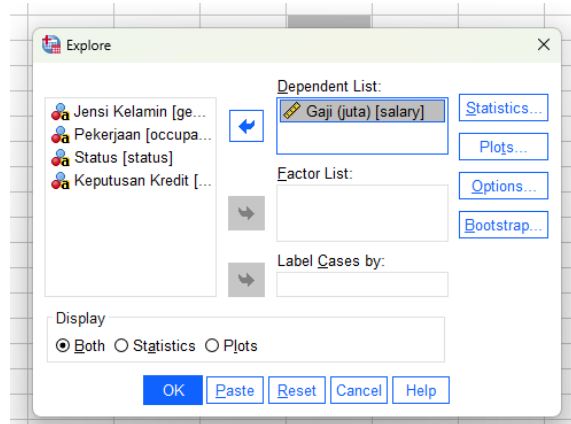 Explore
Dependent List:
Jensi Kelamin [ge...
Pekerjaan [occupa...
Status [status]
Keputusan Kredit [...
Gaji (juta) [salary]
Statistics...
Plots...
Options...
Bootstrap...
Factor List:
Label Cases by:
Display
Both Statistics Plots
OK Paste Reset Cancel Help